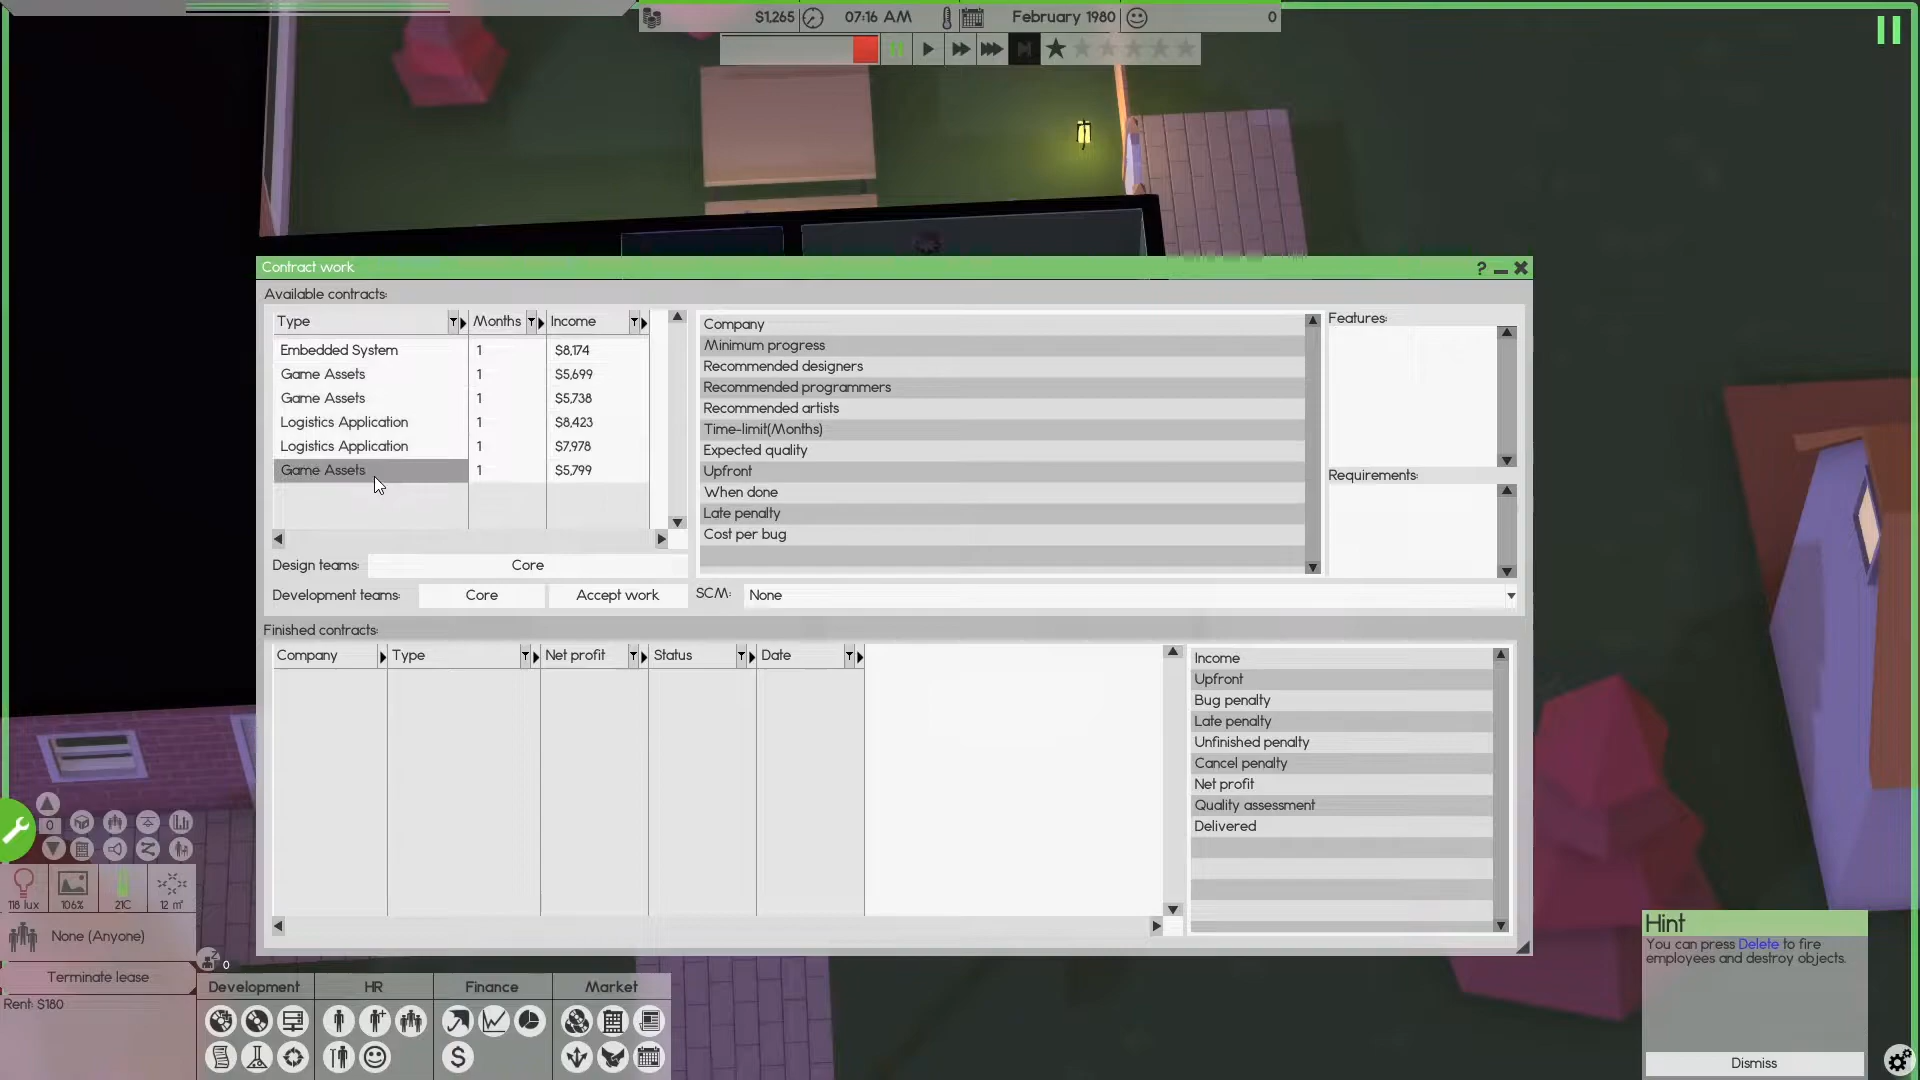 $1,265
07:16 AM
February 1980
0
Contract work
?
Available contracts:
Type Months Income
Embedded System 1 $8,174
Game Assets 1 $5,699
Game Assets 1 $5,738
Logistics Application 1 $8,423
Logistics Application 1 $7,978
Game Assets 1 $5,799
Company
Minimum progress
Recommended designers
Recommended programmers
Recommended artists
Time-limit(Months)
Expected quality
Upfront
When done
Late penalty
Cost per bug
Features:
Requirements:
Design teams: Core
Development teams: Core Accept work SCM: None
Finished contracts:
Company Type Net profit Status Date
Income
Upfront
Bug penalty
Late penalty
Unfinished penalty
Cancel penalty
Net profit
Quality assessment
Delivered
0
118 lux 106% 21C 12 m²
None (Anyone)
0
Terminate lease
Rent: $180
Development HR Finance Market
Hint
You can press Delete to fire
employees and destroy objects.
Dismiss